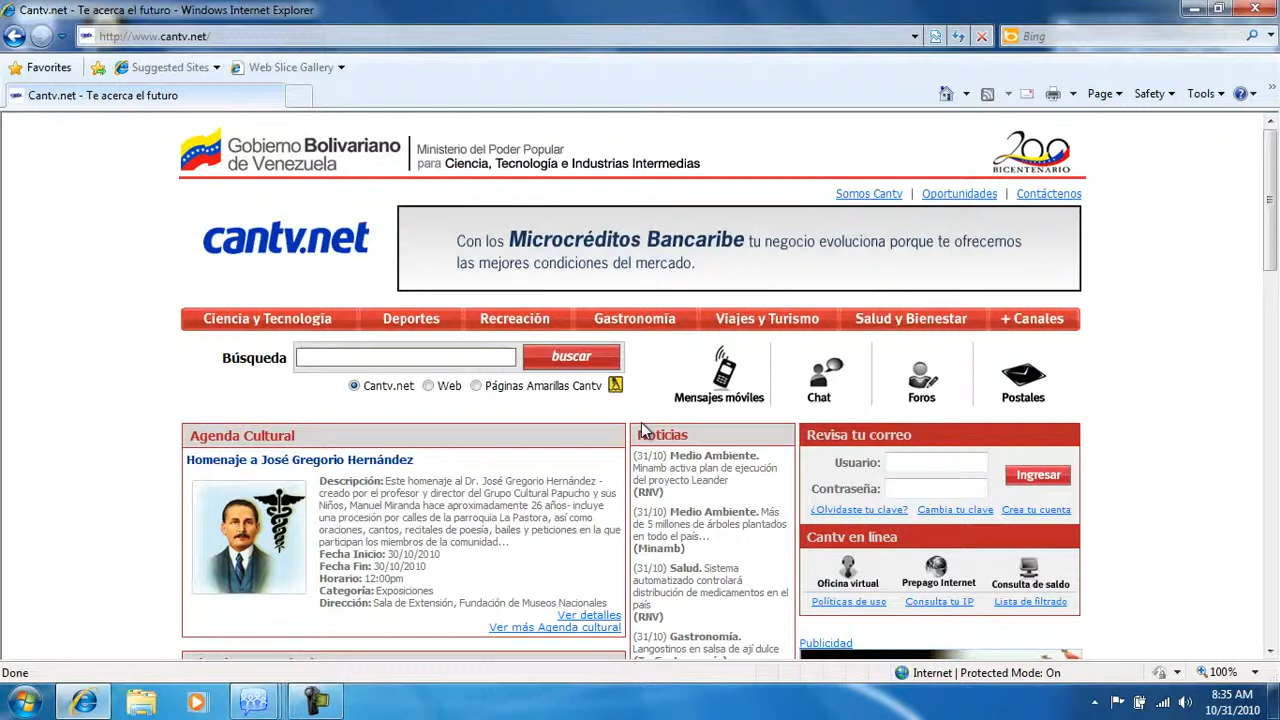 Cantv.net - Te acerca el futuro - Windows Internet Explorer
http://www.cantv.net/
Bing
Favorites
Suggested Sites
Web Slice Gallery
Cantv.net - Te acerca el futuro
Page
Safety
Tools
Gobierno Bolivariano
de Venezuela
Ministerio del Poder Popular
para Ciencia, Tecnología e Industrias Intermedias
200
BICENTENARIO
Somos Cantv | Oportunidades | Contáctenos
cantv.net
Con los Microcréditos Bancaribe tu negocio evoluciona porque te ofrecemos
las mejores condiciones del mercado.
Ciencia y Tecnología
Deportes
Recreación
Gastronomía
Viajes y Turismo
Salud y Bienestar
+ Canales
Búsqueda
buscar
Cantv.net
Web
Páginas Amarillas Cantv
Mensajes móviles
Chat
Foros
Postales
Agenda Cultural
Homenaje a José Gregorio Hernández
Descripción: Este homenaje al Dr. José Gregorio Hernández -
creado por el profesor y director del Grupo Cultural Papucho y sus
Niños, Manuel Miranda hace aproximadamente 26 años- incluye
una procesión por calles de la parroquia La Pastora, así como
oraciones, cantos, recitales de poesía, bailes y peticiones en la que
participan los miembros de la comunidad...
Fecha Inicio: 30/10/2010
Fecha Fin: 30/10/2010
Horario: 12:00pm
Categoría: Exposiciones
Dirección: Sala de Extensión, Fundación de Museos Nacionales
Ver detalles
Ver más Agenda cultural
Noticias
(31/10) Medio Ambiente.
Minamb activa plan de ejecución
del proyecto Leander
(RNV)
(31/10) Medio Ambiente. Más
de 5 millones de árboles plantados
en todo el país...
(Minamb)
(31/10) Salud. Sistema
automatizado controlará
distribución de medicamentos en el
país
(RNV)
(31/10) Gastronomía.
Langostinos en salsa de ají dulce
Revisa tu correo
Usuario:
Contraseña:
Ingresar
¿Olvidaste tu clave?
Cambia tu clave
Crea tu cuenta
Cantv en línea
Oficina virtual
Prepago Internet
Consulta de saldo
Políticas de uso
Consulta tu IP
Lista de filtrado
Publicidad
Done
Internet | Protected Mode: On
100%
8:35 AM
10/31/2010